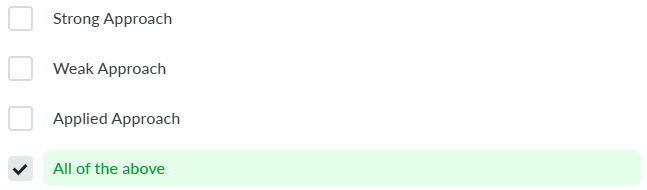 Strong Approach
Weak Approach
Applied Approach
All of the above